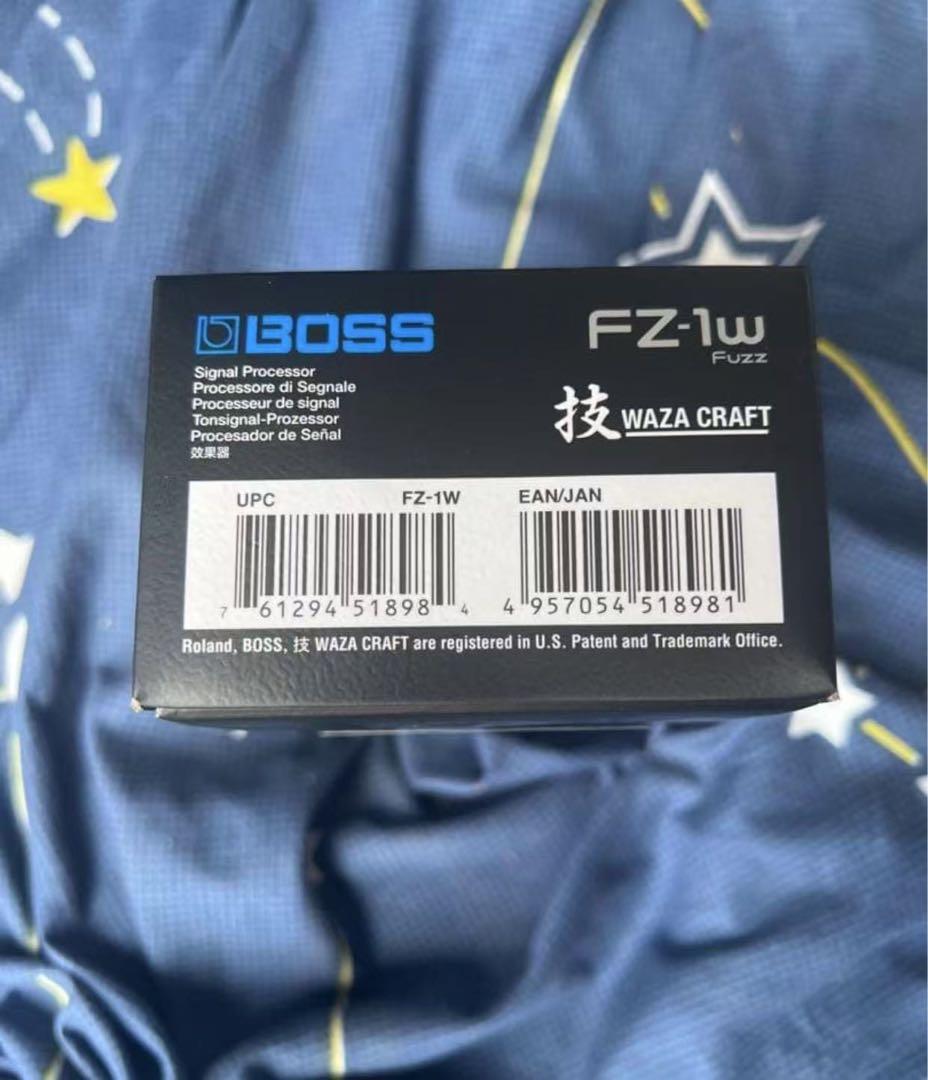 BOSS
FZ-1w
Fuzz
Signal Processor
Processore di Segnale
Processeur de signal
Tonsignal-Prozessor
Procesador de Señal
效果器
技 WAZA CRAFT
UPC FZ-1W
7 61294 51898 4
EAN/JAN
4 957054 518981
Roland, BOSS, 技 WAZA CRAFT are registered in U.S. Patent and Trademark Office.